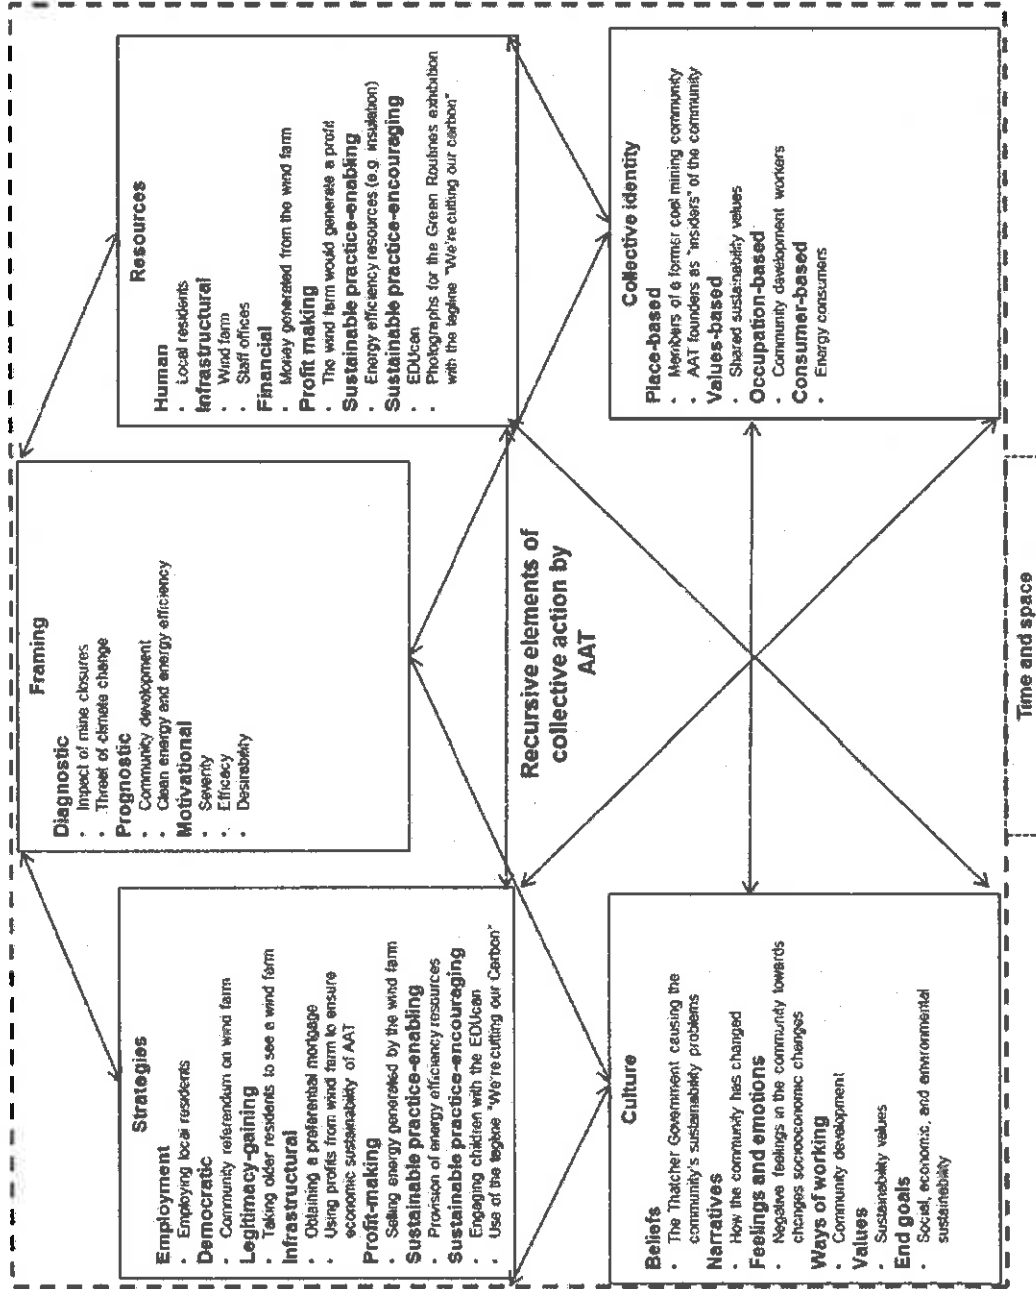 Framing
Diagnostic
• Impact of mine closures
• Threat of climate change
Prognostic
• Community development
• Clean energy and energy efficiency
Motivational
• Severity
• Efficacy
• Desirability
Strategies
Employment
• Employing local residents
Democratic
• Community referendum on wind farm
Legitimacy-gaining
• Taking older residents to see a wind farm
Infrastructural
• Obtaining a preferential mortgage
• Using profits from wind farm to ensure
economic sustainability of AAT
Profit-making
• Selling energy generated by the wind farm
Sustainable practice-enabling
• Provision of energy efficiency resources
Sustainable practice-encouraging
• Engaging children with the EDUcan
• Use of the tagline "We're cutting our Carbon"
Resources
Human
• Local residents
Infrastructural
• Wind farm
• Staff offices
Financial
• Money generated from the wind farm
Profit making
• The wind farm would generate a profit
Sustainable practice-enabling
• Energy efficiency resources (e.g. insulation)
Sustainable practice-encouraging
• EDUcan
• Photographs for the Green Routines exhibition
with the tagline "We're cutting our carbon"
Recursive elements of
collective action by
AAT
Culture
Beliefs
• The Thatcher Government causing the
community's sustainability problems
Narratives
• How the community has changed
Feelings and emotions
• Negative feelings in the community towards
changes socioeconomic changes
Ways of working
• Community development
Values
• Sustainability values
End goals
• Social, economic, and environmental
sustainability
Collective identity
Place-based
• Members of a former coal mining community
• AAT founders as "insiders" of the community
Values-based
• Shared sustainability values
Occupation-based
• Community development workers
Consumer-based
• Energy consumers
Time and space